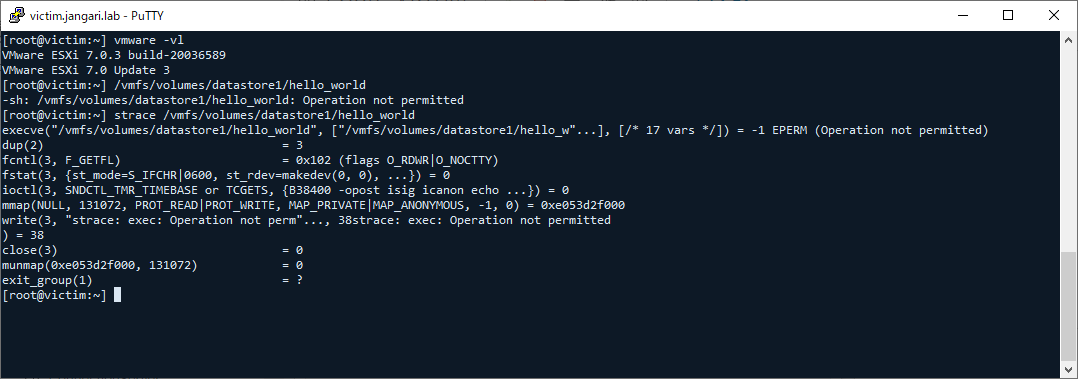 victim.jangari.lab - PuTTY
[root@victim:~] vmware -vl
VMware ESXi 7.0.3 build-20036589
VMware ESXi 7.0 Update 3
[root@victim:~] /vmfs/volumes/datastore1/hello_world
-sh: /vmfs/volumes/datastore1/hello_world: Operation not permitted
[root@victim:~] strace /vmfs/volumes/datastore1/hello_world
execve("/vmfs/volumes/datastore1/hello_world", ["/vmfs/volumes/datastore1/hello_w"...], [/* 17 vars */]) = -1 EPERM (Operation not permitted)
dup(2)                                  = 3
fcntl(3, F_GETFL)                       = 0x102 (flags O_RDWR|O_NOCTTY)
fstat(3, {st_mode=S_IFCHR|0600, st_rdev=makedev(0, 0), ...}) = 0
ioctl(3, SNDCTL_TMR_TIMEBASE or TCGETS, {B38400 -opost isig icanon echo ...}) = 0
mmap(NULL, 131072, PROT_READ|PROT_WRITE, MAP_PRIVATE|MAP_ANONYMOUS, -1, 0) = 0xe053d2f000
write(3, "strace: exec: Operation not perm"..., 38strace: exec: Operation not permitted
) = 38
close(3)                                = 0
munmap(0xe053d2f000, 131072)            = 0
exit_group(1)                           = ?
[root@victim:~]